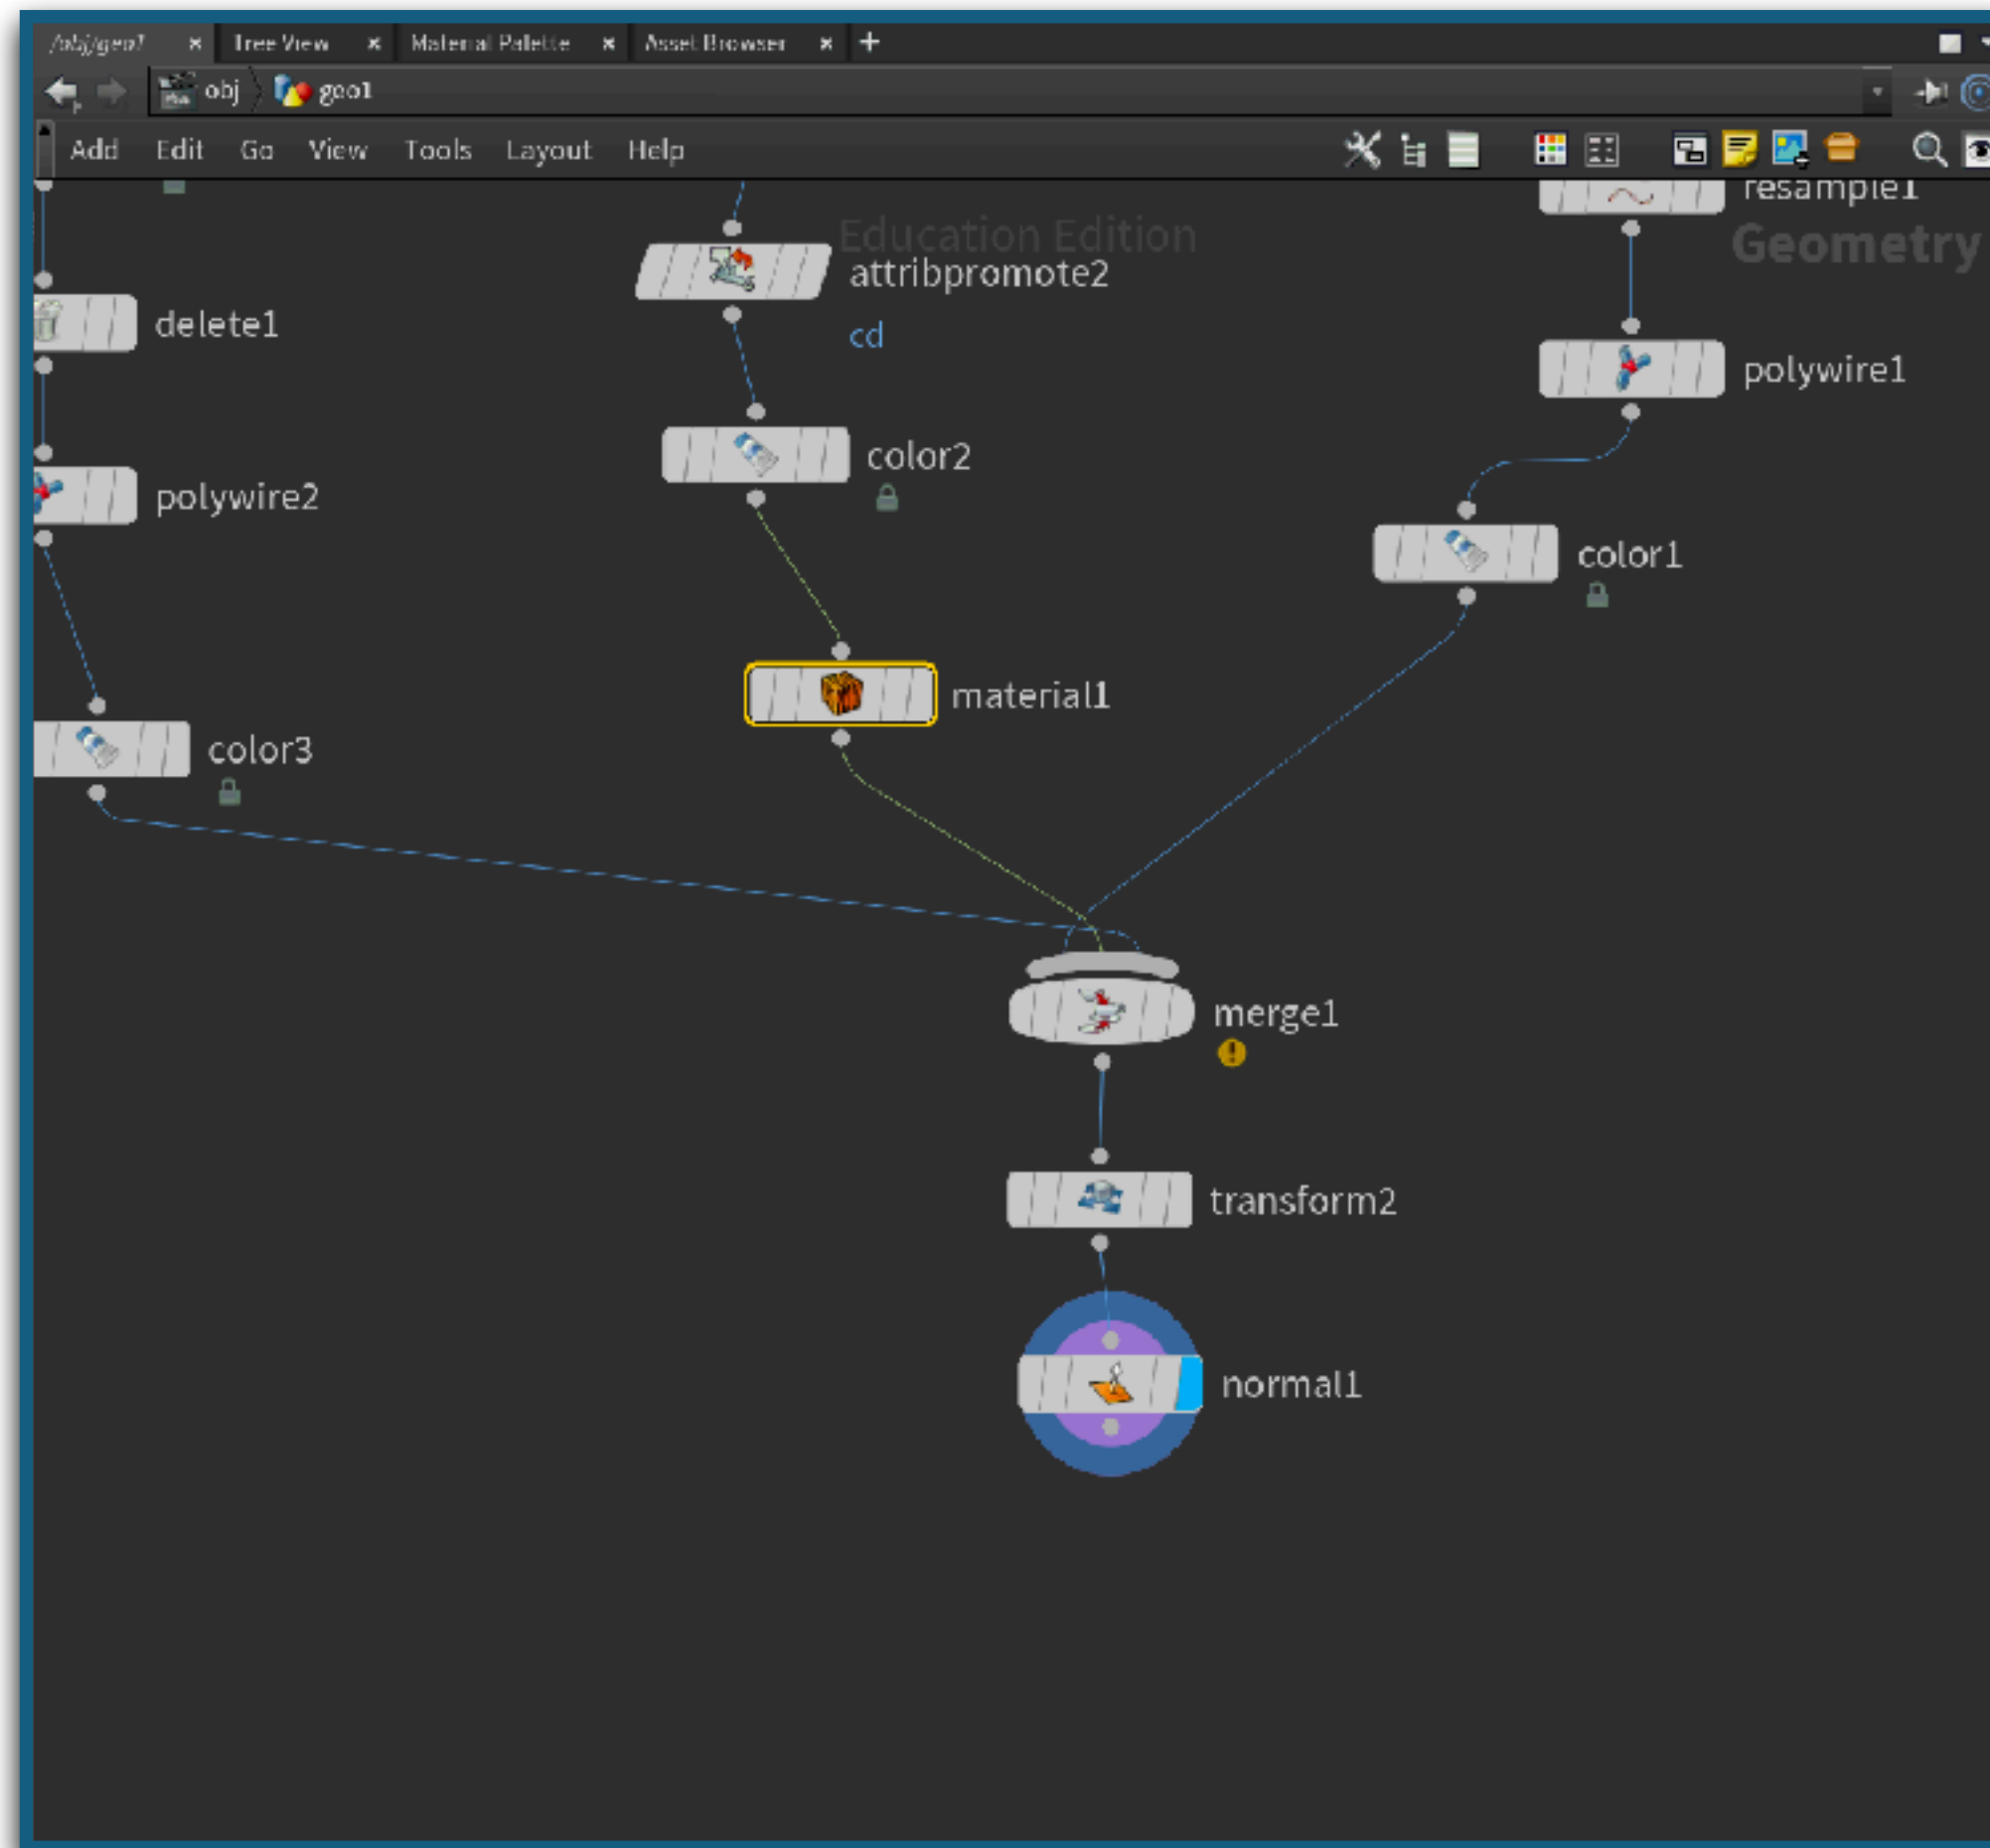 /obj/geo1 Tree View Material Palette Asset Browser
obj geo1
Add Edit Go View Tools Layout Help
resample1
Education Edition
Geometry
attribpromote2
delete1
cd
polywire1
color2
polywire2
color1
material1
color3
merge1
transform2
normal1